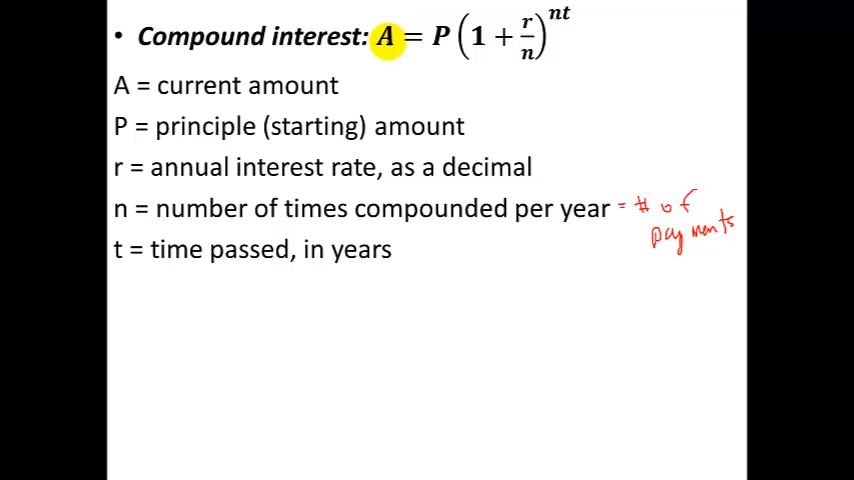 • Compound interest: A = P(1 + r/n)^nt
A = current amount
P = principle (starting) amount
r = annual interest rate, as a decimal
n = number of times compounded per year = # of
payments
t = time passed, in years